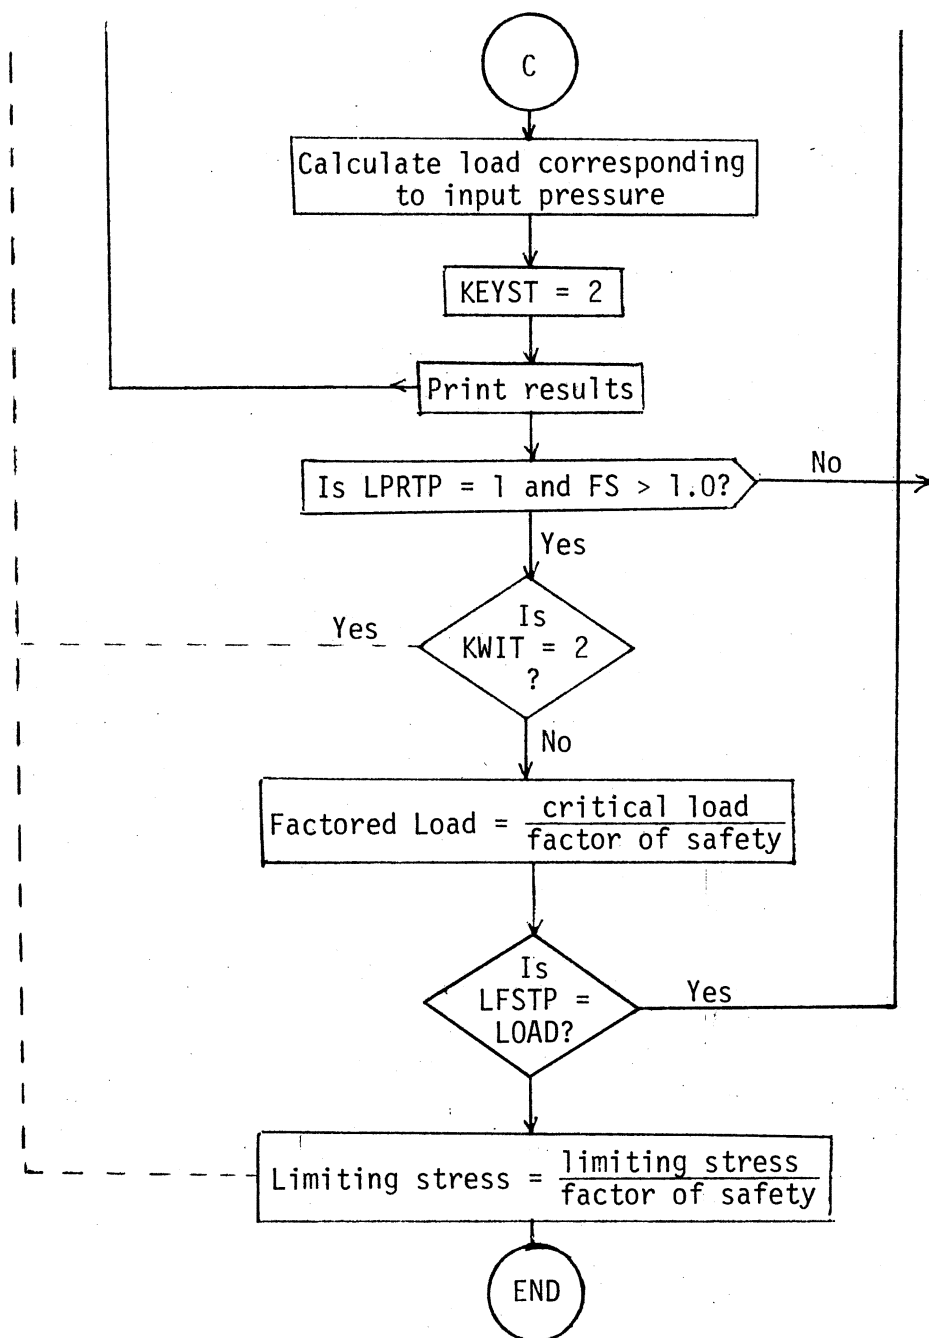 C
Calculate load corresponding
to input pressure
KEYST = 2
Print results
Is LPRTP = 1 and FS > 1.0?
No
Yes
Is
KWIT = 2
?
Yes
No
Factored Load = critical load
factor of safety
Is
LFSTP =
LOAD?
Yes
Limiting stress = limiting stress
factor of safety
END